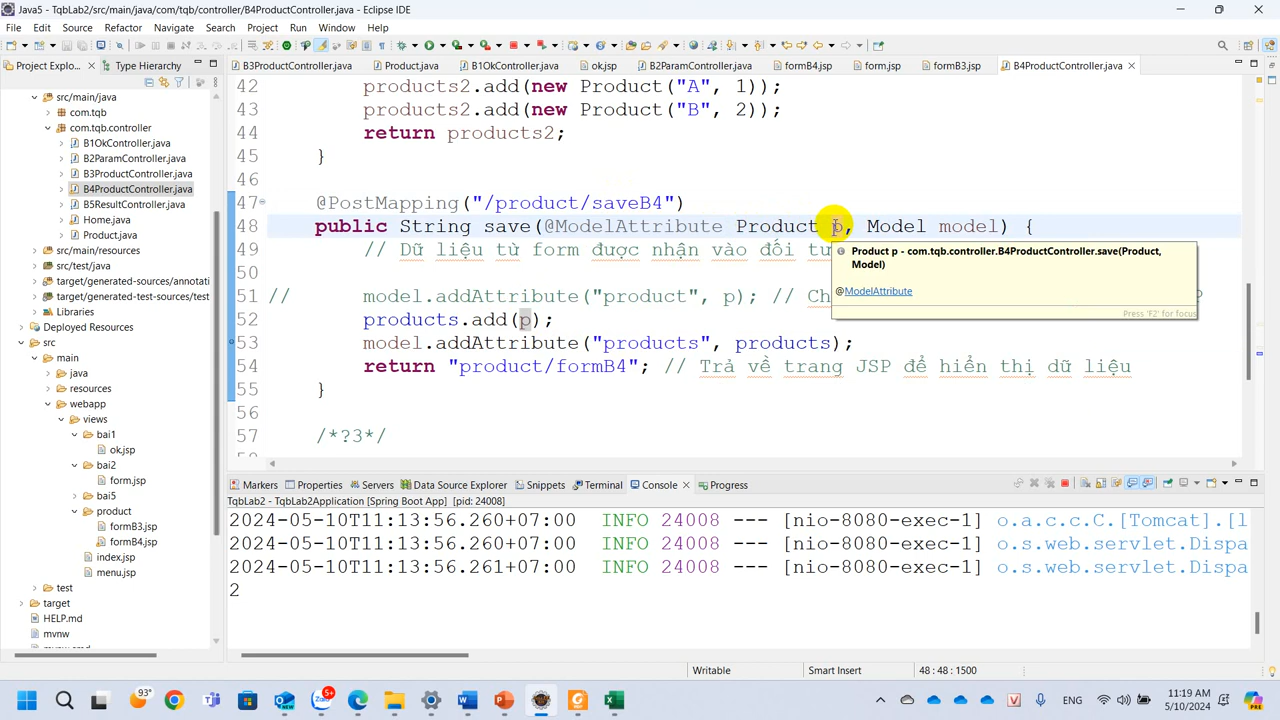 Java5 - TqbLab2/src/main/java/com/tqb/controller/B4ProductController.java - Eclipse IDE
File Edit Source Refactor Navigate Search Project Run Window Help
Project Explo... Type Hierarchy
B3ProductController.java Product.java B1OkController.java ok.jsp B2ParamController.java formB4.jsp form.jsp formB3.jsp B4ProductController.java
src/main/java
com.tqb
com.tqb.controller
B1OkController.java
B2ParamController.java
B3ProductController.java
B4ProductController.java
B5ResultController.java
Home.java
Product.java
src/main/resources
src/test/java
target/generated-sources/annotati
target/generated-test-sources/test
Libraries
Deployed Resources
src
main
java
resources
webapp
views
bai1
ok.jsp
bai2
form.jsp
bai5
product
formB3.jsp
formB4.jsp
index.jsp
menu.jsp
test
target
HELP.md
mvnw
42 products2.add(new Product("A", 1));
43 products2.add(new Product("B", 2));
44 return products2;
45 }
46
47 @PostMapping("/product/saveB4")
48 public String save(@ModelAttribute Product p, Model model) {
49 // Dữ liệu từ form được nhận vào đối
50
51 // model.addAttribute("product", p); //
52 products.add(p);
53 model.addAttribute("products", products);
54 return "product/formB4"; // Trả về trang JSP để hiển thị dữ liệu
55 }
56
57 /*?3*/
Product p - com.tqb.controller.B4ProductController.save(Product,
Model)
@ModelAttribute
Press 'F2' for focus
Markers Properties Servers Data Source Explorer Snippets Terminal Console Progress
TqbLab2 - TqbLab2Application [Spring Boot App] [pid: 24008]
2024-05-10T11:13:56.260+07:00 INFO 24008 --- [nio-8080-exec-1] o.a.c.c.C.[Tomcat].[l
2024-05-10T11:13:56.260+07:00 INFO 24008 --- [nio-8080-exec-1] o.s.web.servlet.Dispa
2024-05-10T11:13:56.261+07:00 INFO 24008 --- [nio-8080-exec-1] o.s.web.servlet.Dispa
2
Writable Smart Insert 48 : 48 : 1500
93° 5+ ENG 11:19 AM
5/10/2024